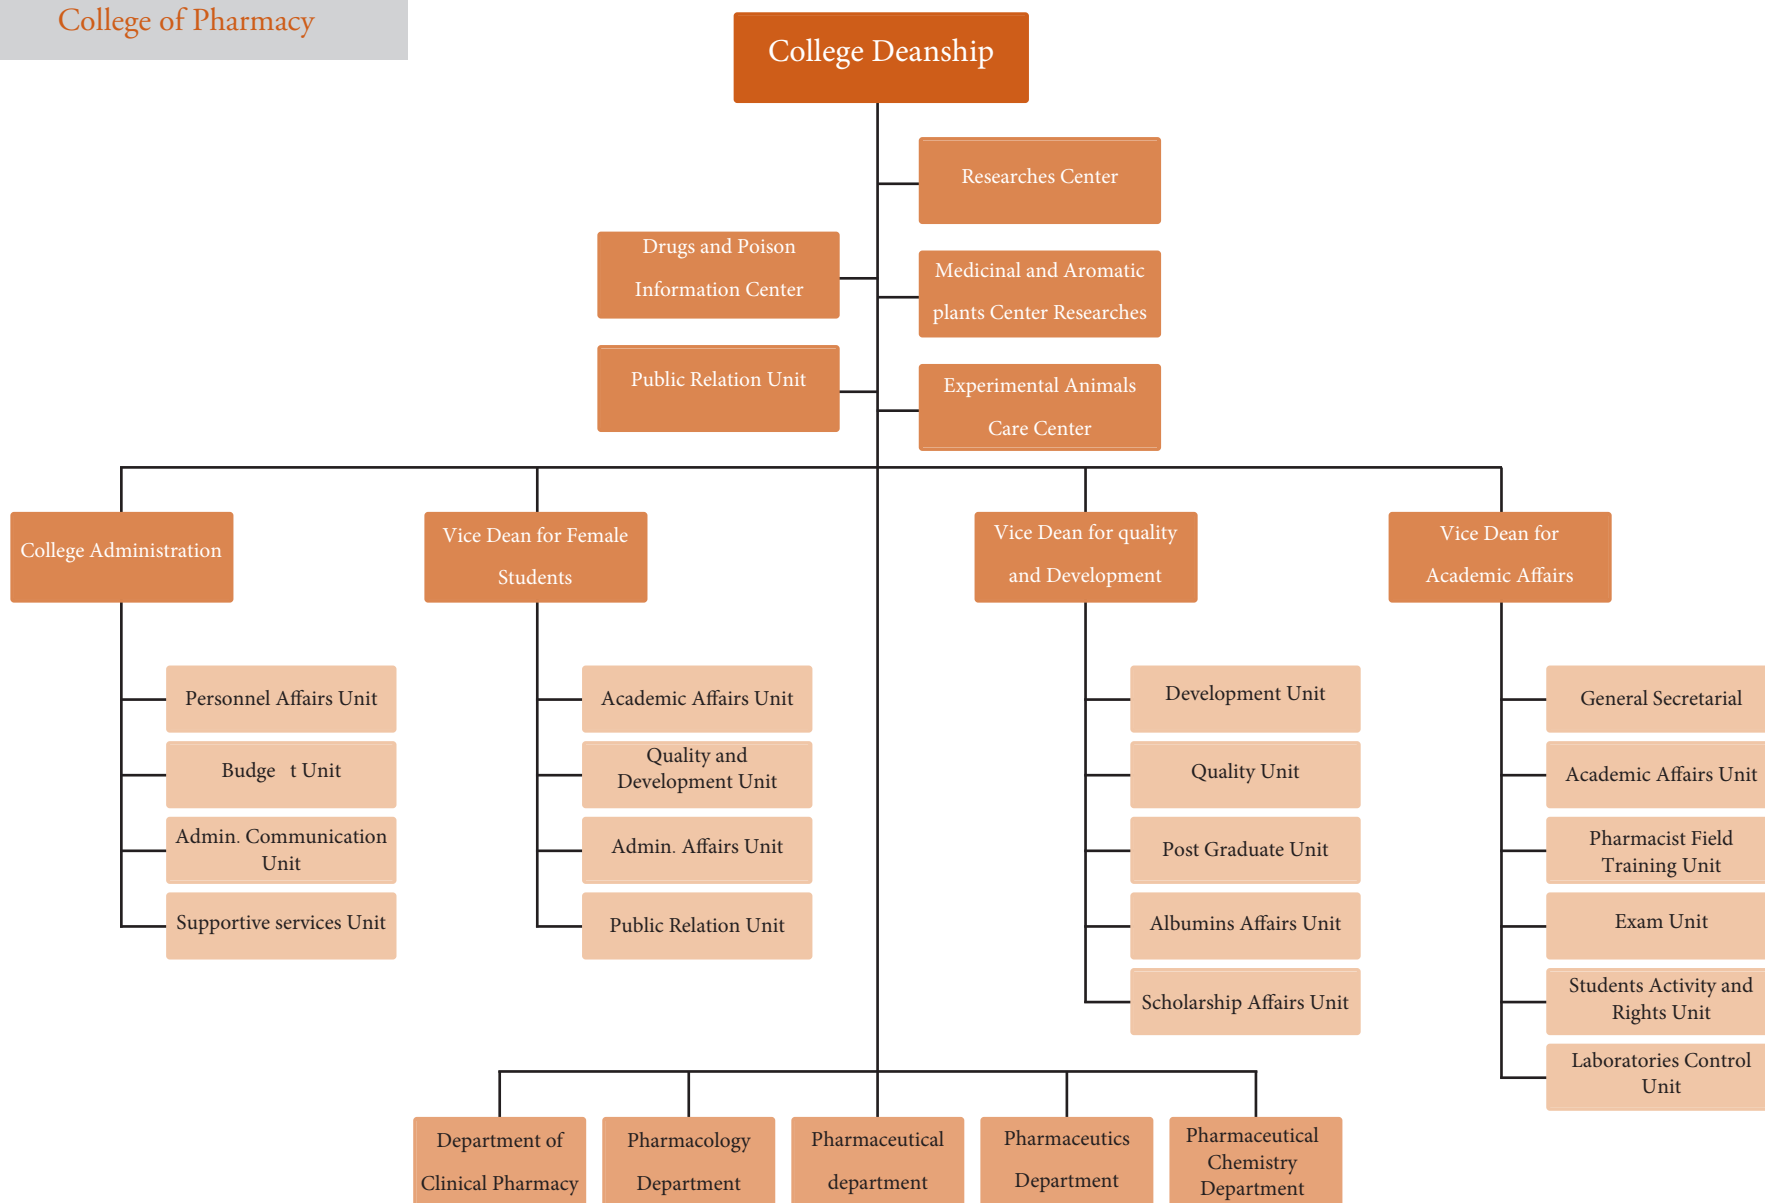 College of Pharmacy
College Deanship
Researches Center
Drugs and Poison
Information Center
Medicinal and Aromatic
plants Center Researches
Public Relation Unit
Experimental Animals
Care Center
College Administration
Vice Dean for Female
Students
Vice Dean for quality
and Development
Vice Dean for
Academic Affairs
Personnel Affairs Unit
Budge t Unit
Admin. Communication
Unit
Supportive services Unit
Academic Affairs Unit
Quality and
Development Unit
Admin. Affairs Unit
Public Relation Unit
Development Unit
Quality Unit
Post Graduate Unit
Albumins Affairs Unit
Scholarship Affairs Unit
General Secretarial
Academic Affairs Unit
Pharmacist Field
Training Unit
Exam Unit
Students Activity and
Rights Unit
Laboratories Control
Unit
Department of
Clinical Pharmacy
Pharmacology
Department
Pharmaceutical
department
Pharmaceutics
Department
Pharmaceutical
Chemistry
Department